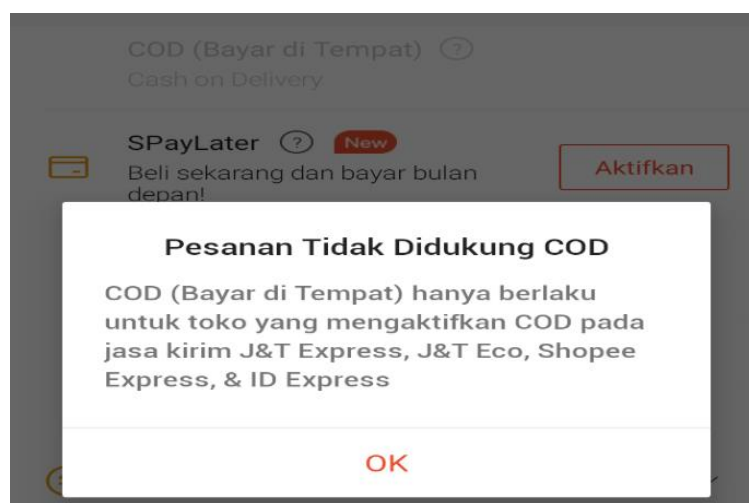 COD (Bayar di Tempat) ?
Cash on Delivery
SPayLater ? New
Beli sekarang dan bayar bulan
depan!
Aktifkan
Pesanan Tidak Didukung COD
COD (Bayar di Tempat) hanya berlaku
untuk toko yang mengaktifkan COD pada
jasa kirim J&T Express, J&T Eco, Shopee
Express, & ID Express
OK